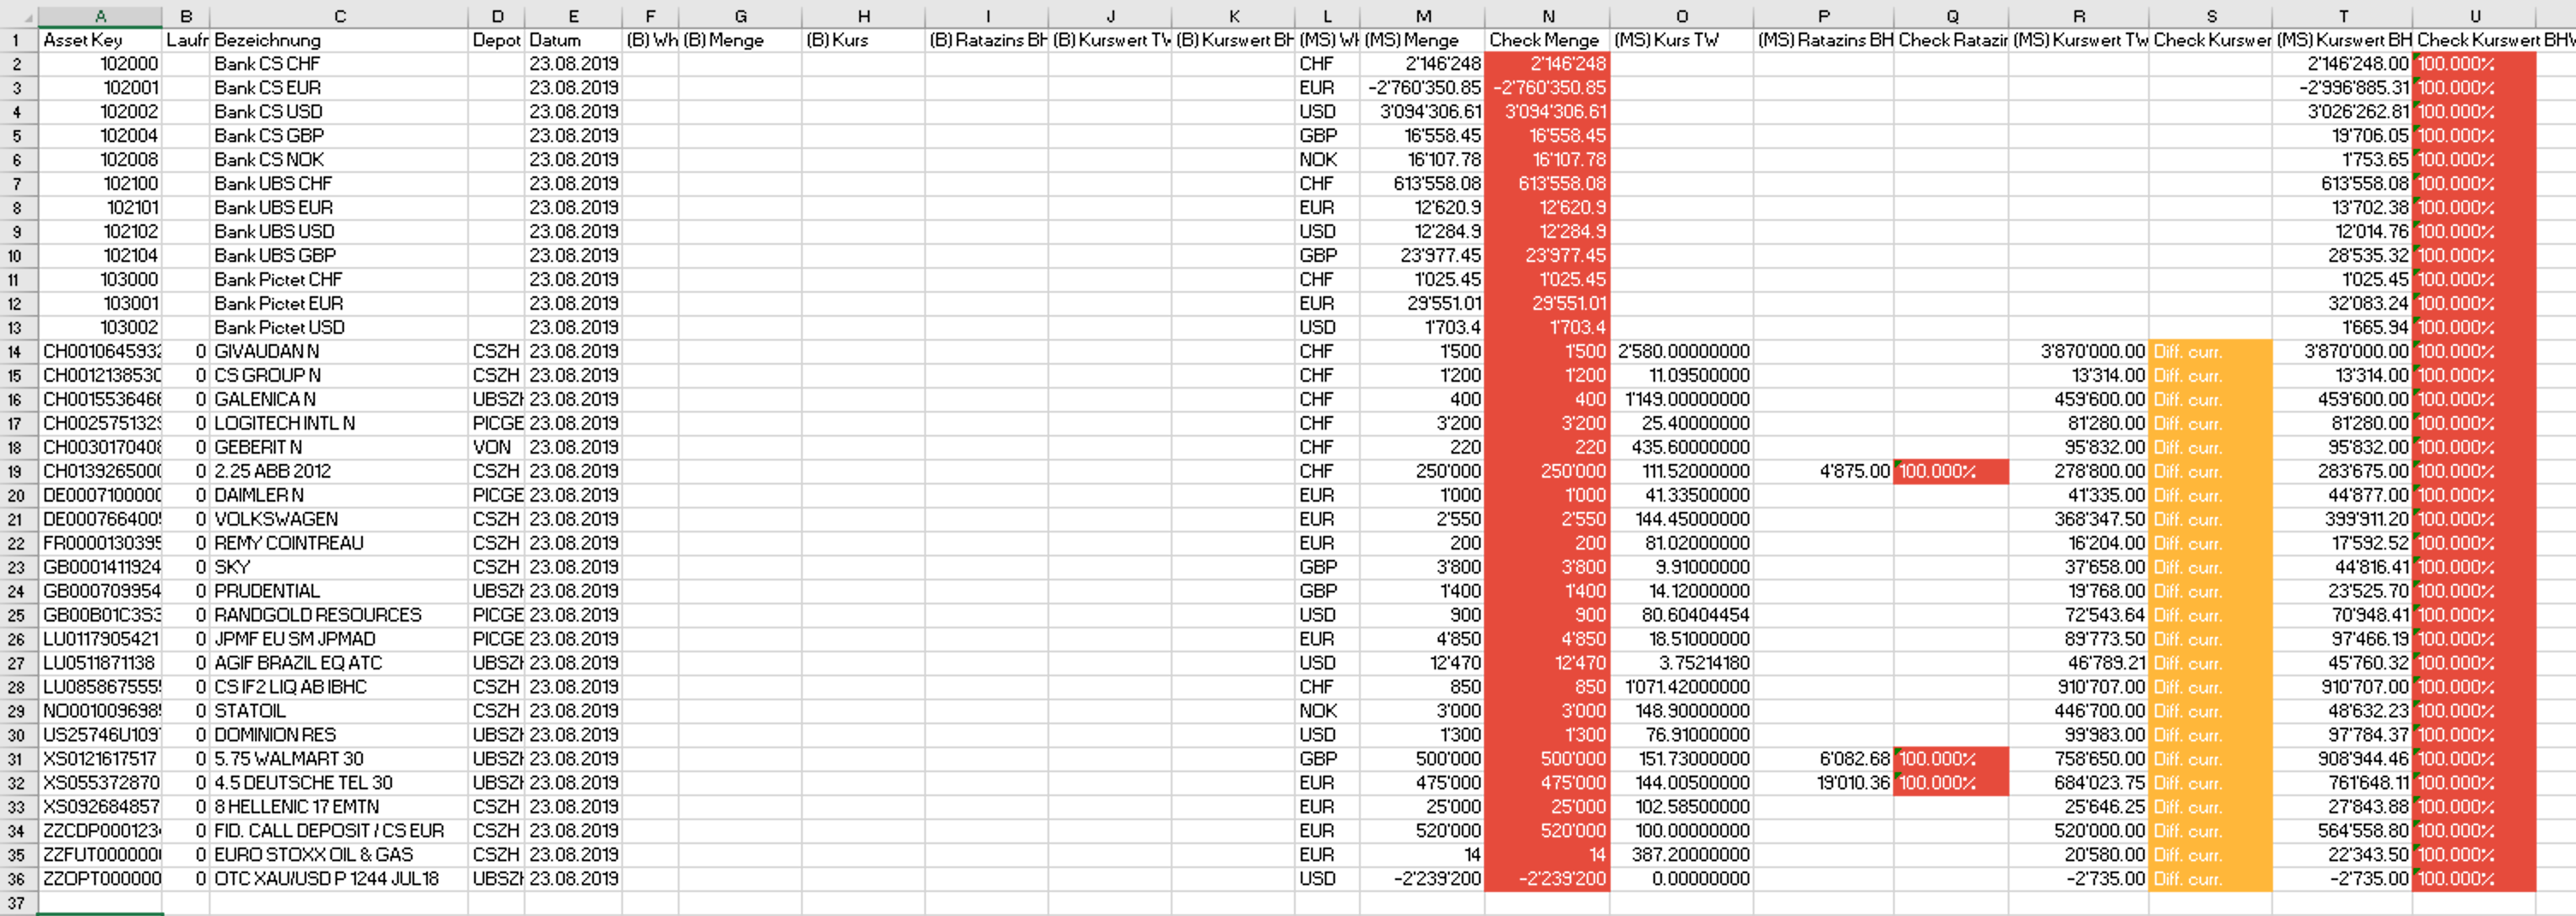 A B C D E F G H I J K L M N O P Q R S T U
1 Asset Key Laufr Bezeichnung Depot Datum (B) Wh (B) Menge (B) Kurs (B) Ratazins BH (B) Kurswert TW (B) Kurswert BH (MS) Wh (MS) Menge Check Menge (MS) Kurs TW (MS) Ratazins BH Check Ratazir (MS) Kurswert TW Check Kurswer (MS) Kurswert BH Check Kurswert BHW
2 102000 Bank CS CHF 23.08.2019 CHF 2'146'248 2'146'248 2'146'248.00 100.000%
3 102001 Bank CS EUR 23.08.2019 EUR -2'760'350.85 -2'760'350.85 -2'996'885.31 100.000%
4 102002 Bank CS USD 23.08.2019 USD 3'094'306.61 3'094'306.61 3'026'262.81 100.000%
5 102004 Bank CS GBP 23.08.2019 GBP 16'558.45 16'558.45 19'706.05 100.000%
6 102008 Bank CS NOK 23.08.2019 NOK 16'107.78 16'107.78 1'753.65 100.000%
7 102100 Bank UBS CHF 23.08.2019 CHF 613'558.08 613'558.08 613'558.08 100.000%
8 102101 Bank UBS EUR 23.08.2019 EUR 12'620.9 12'620.9 13'702.38 100.000%
9 102102 Bank UBS USD 23.08.2019 USD 12'284.9 12'284.9 12'014.76 100.000%
10 102104 Bank UBS GBP 23.08.2019 GBP 23'977.45 23'977.45 28'535.32 100.000%
11 103000 Bank Pictet CHF 23.08.2019 CHF 1'025.45 1'025.45 1'025.45 100.000%
12 103001 Bank Pictet EUR 23.08.2019 EUR 29'551.01 29'551.01 32'083.24 100.000%
13 103002 Bank Pictet USD 23.08.2019 USD 1'703.4 1'703.4 1'665.94 100.000%
14 CH0010645932 0 GIVAUDAN N CSZH 23.08.2019 CHF 1'500 1'500 2'580.00000000 3'870'000.00 Diff. curr. 3'870'000.00 100.000%
15 CH0012138530 0 CS GROUP N CSZH 23.08.2019 CHF 1'200 1'200 11.09500000 13'314.00 Diff. curr. 13'314.00 100.000%
16 CH0015536466 0 GALENICA N UBSZH 23.08.2019 CHF 400 400 1'149.00000000 459'600.00 Diff. curr. 459'600.00 100.000%
17 CH0025751329 0 LOGITECH INTL N PICGE 23.08.2019 CHF 3'200 3'200 25.40000000 81'280.00 Diff. curr. 81'280.00 100.000%
18 CH0030170408 0 GEBERIT N VON 23.08.2019 CHF 220 220 435.60000000 95'832.00 Diff. curr. 95'832.00 100.000%
19 CH0139265000 0 2.25 ABB 2012 CSZH 23.08.2019 CHF 250'000 250'000 111.52000000 4'875.00 100.000% 278'800.00 Diff. curr. 283'675.00 100.000%
20 DE0007100000 0 DAIMLER N PICGE 23.08.2019 EUR 1'000 1'000 41.33500000 41'335.00 Diff. curr. 44'877.00 100.000%
21 DE000766400 0 VOLKSWAGEN CSZH 23.08.2019 EUR 2'550 2'550 144.45000000 368'347.50 Diff. curr. 399'911.20 100.000%
22 FR0000130395 0 REMY COINTREAU CSZH 23.08.2019 EUR 200 200 81.02000000 16'204.00 Diff. curr. 17'592.52 100.000%
23 GB0001411924 0 SKY CSZH 23.08.2019 GBP 3'800 3'800 9.91000000 37'658.00 Diff. curr. 44'816.41 100.000%
24 GB000709954 0 PRUDENTIAL UBSZH 23.08.2019 GBP 1'400 1'400 14.12000000 19'768.00 Diff. curr. 23'525.70 100.000%
25 GB00B01C3S3 0 RANDGOLD RESOURCES PICGE 23.08.2019 USD 900 900 80.60404454 72'543.64 Diff. curr. 70'948.41 100.000%
26 LU0117905421 0 JPMF EU SM JPMAD PICGE 23.08.2019 EUR 4'850 4'850 18.51000000 89'773.50 Diff. curr. 97'466.19 100.000%
27 LU0511871138 0 AGIF BRAZIL EQ ATC UBSZH 23.08.2019 USD 12'470 12'470 3.75214180 46'789.21 Diff. curr. 45'760.32 100.000%
28 LU085867555 0 CS IF2 LIQ AB IBHC CSZH 23.08.2019 CHF 850 850 1'071.42000000 910'707.00 Diff. curr. 910'707.00 100.000%
29 NO001009698 0 STATOIL CSZH 23.08.2019 NOK 3'000 3'000 148.90000000 446'700.00 Diff. curr. 48'632.23 100.000%
30 US25746U109 0 DOMINION RES UBSZH 23.08.2019 USD 1'300 1'300 76.91000000 99'983.00 Diff. curr. 97'784.37 100.000%
31 XS0121617517 0 5.75 WALMART 30 UBSZH 23.08.2019 GBP 500'000 500'000 151.73000000 6'082.68 100.000% 758'650.00 Diff. curr. 908'944.46 100.000%
32 XS055372870 0 4.5 DEUTSCHE TEL 30 UBSZH 23.08.2019 EUR 475'000 475'000 144.00500000 19'010.36 100.000% 684'023.75 Diff. curr. 761'648.11 100.000%
33 XS092684857 0 8 HELLENIC 17 EMTN CSZH 23.08.2019 EUR 25'000 25'000 102.58500000 25'646.25 Diff. curr. 27'843.88 100.000%
34 ZZCDP000123 0 FID. CALL DEPOSIT / CS EUR CSZH 23.08.2019 EUR 520'000 520'000 100.00000000 520'000.00 Diff. curr. 564'558.80 100.000%
35 ZZFUT000000 0 EURO STOXX OIL & GAS CSZH 23.08.2019 EUR 14 14 387.20000000 20'580.00 Diff. curr. 22'343.50 100.000%
36 ZZOPT000000 0 OTC XAU/USD P 1244 JUL18 UBSZH 23.08.2019 USD -2'239'200 -2'239'200 0.00000000 -2'735.00 Diff. curr. -2'735.00 100.000%
37